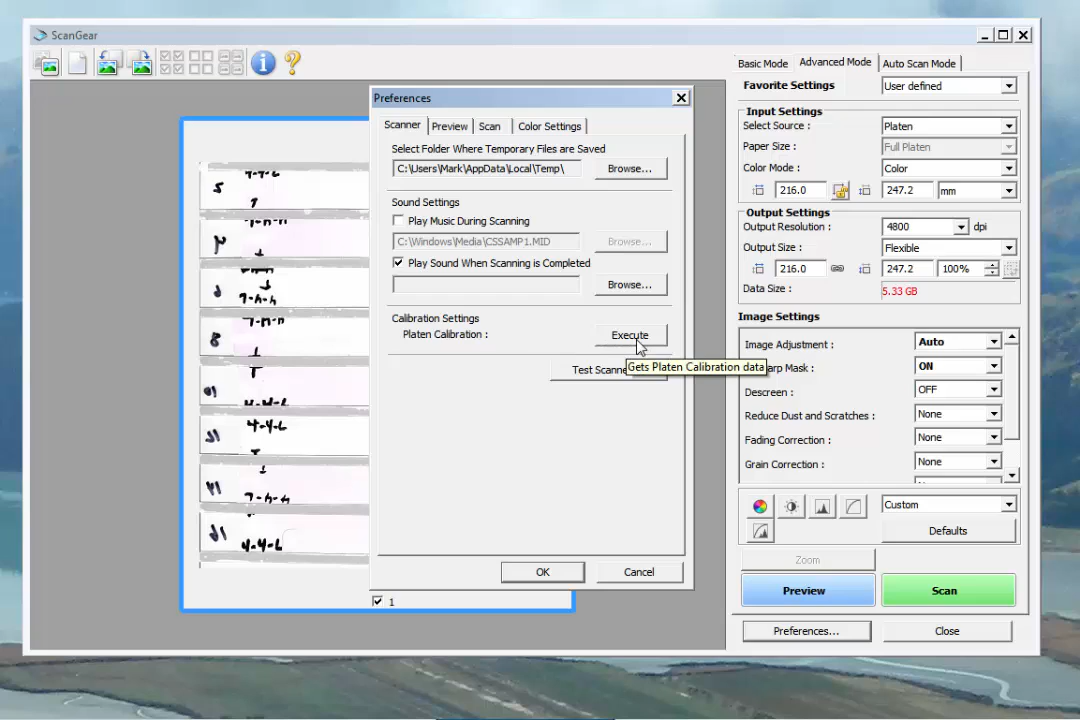 ScanGear
Basic Mode
Advanced Mode
Auto Scan Mode
Favorite Settings
User defined
Input Settings
Select Source :
Platen
Paper Size :
Full Platen
Color Mode :
Color
216.0
247.2
mm
Output Settings
Output Resolution :
4800
dpi
Output Size :
Flexible
216.0
247.2
100%
Data Size :
5.33 GB
Image Settings
Image Adjustment :
Auto
arp Mask :
ON
Descreen :
OFF
Reduce Dust and Scratches :
None
Fading Correction :
None
Grain Correction :
None
Custom
Defaults
Zoom
Preview
Scan
Preferences...
Close
Preferences
Scanner
Preview
Scan
Color Settings
Select Folder Where Temporary Files are Saved
C:\Users\Mark\AppData\Local\Temp\
Browse...
Sound Settings
Play Music During Scanning
C:\Windows\Media\CSSAMP1.MID
Browse...
Play Sound When Scanning is Completed
Browse...
Calibration Settings
Platen Calibration :
Execute
Gets Platen Calibration data
Test Scanne
OK
Cancel
1